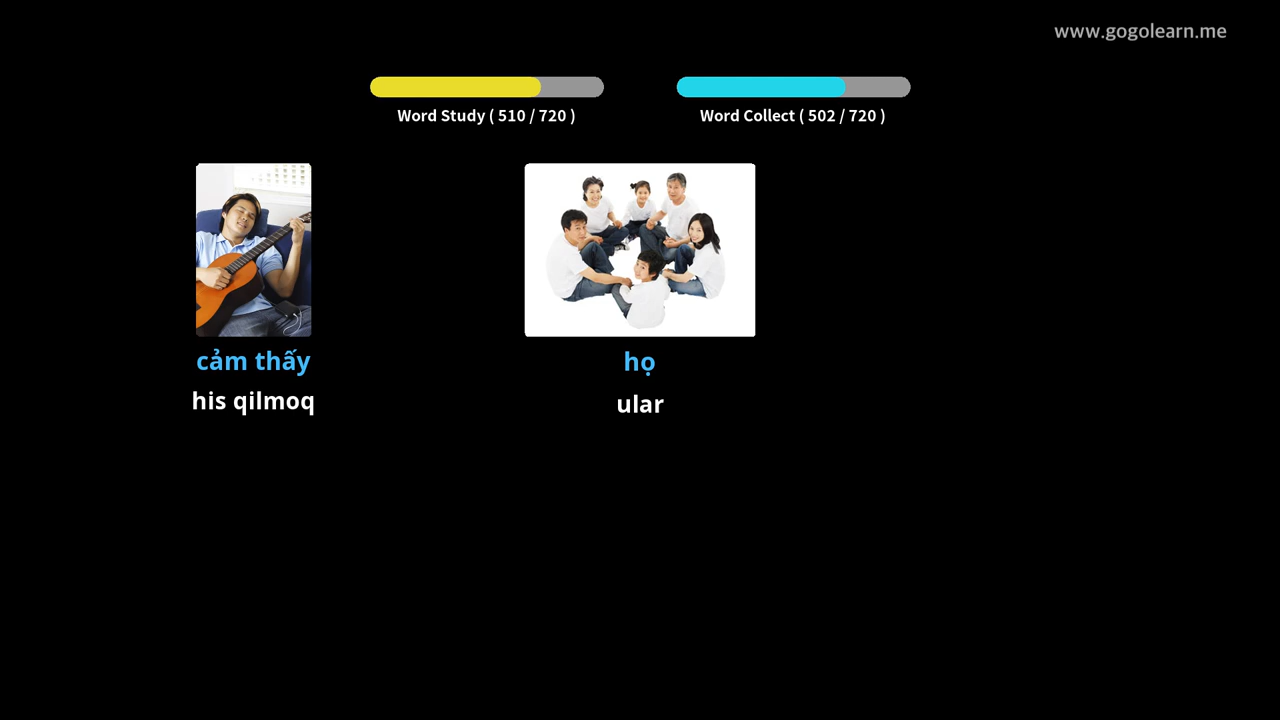 www.gogolearn.me
Word Study ( 510 / 720 )
Word Collect ( 502 / 720 )
cảm thấy
his qilmoq
họ
ular